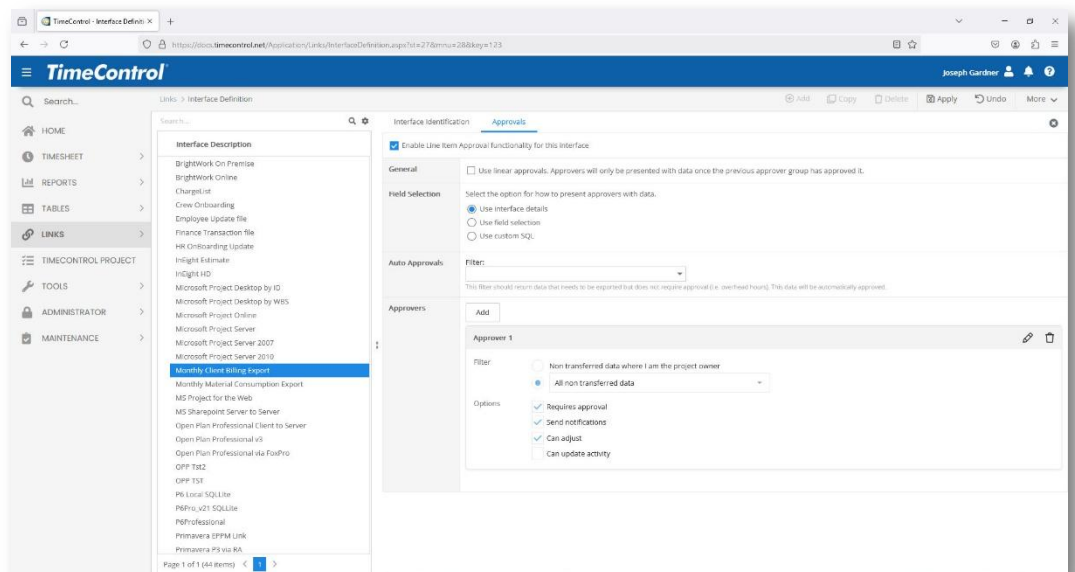 TimeControl - Interface Definiti
https://docs.timecontrol.net/Application/Links/InterfaceDefinition.aspx?st=27&mnu=28&key=123
TimeControl
Joseph Gardner
Search...
Links > Interface Definition
Add
Copy
Delete
Apply
Undo
More
HOME
TIMESHEET
REPORTS
TABLES
LINKS
TIMECONTROL PROJECT
TOOLS
ADMINISTRATOR
MAINTENANCE
Search...
Interface Description
BrightWork On Premise
BrightWork Online
ChargeList
Crew Onboarding
Employee Update file
Finance Transaction file
HR OnBoarding Update
InEight Estimate
InEight HD
Microsoft Project Desktop by ID
Microsoft Project Desktop by WBS
Microsoft Project Online
Microsoft Project Server
Microsoft Project Server 2007
Microsoft Project Server 2010
Monthly Client Billing Export
Monthly Material Consumption Export
MS Project for the Web
MS Sharepoint Server to Server
Open Plan Professional Client to Server
Open Plan Professional v3
Open Plan Professional via FoxPro
OPP Tst2
OPP TST
P6 Local SQLLite
P6Pro_v21 SQLLite
P6Professional
Primavera EPPM Link
Primavera P3 via RA
Page 1 of 1 (44 items) < 1 >
Interface Identification
Approvals
Enable Line Item Approval functionality for this interface
General
Use linear approvals. Approvers will only be presented with data once the previous approver group has approved it.
Field Selection
Select the option for how to present approvers with data.
Use interface details
Use field selection
Use custom SQL
Auto Approvals
Filter:
This filter should return data that needs to be exported but does not require approval (i.e. overhead hours). This data will be automatically approved.
Approvers
Add
Approver 1
Filter
Non transferred data where I am the project owner
All non transferred data
Options
Requires approval
Send notifications
Can adjust
Can update activity